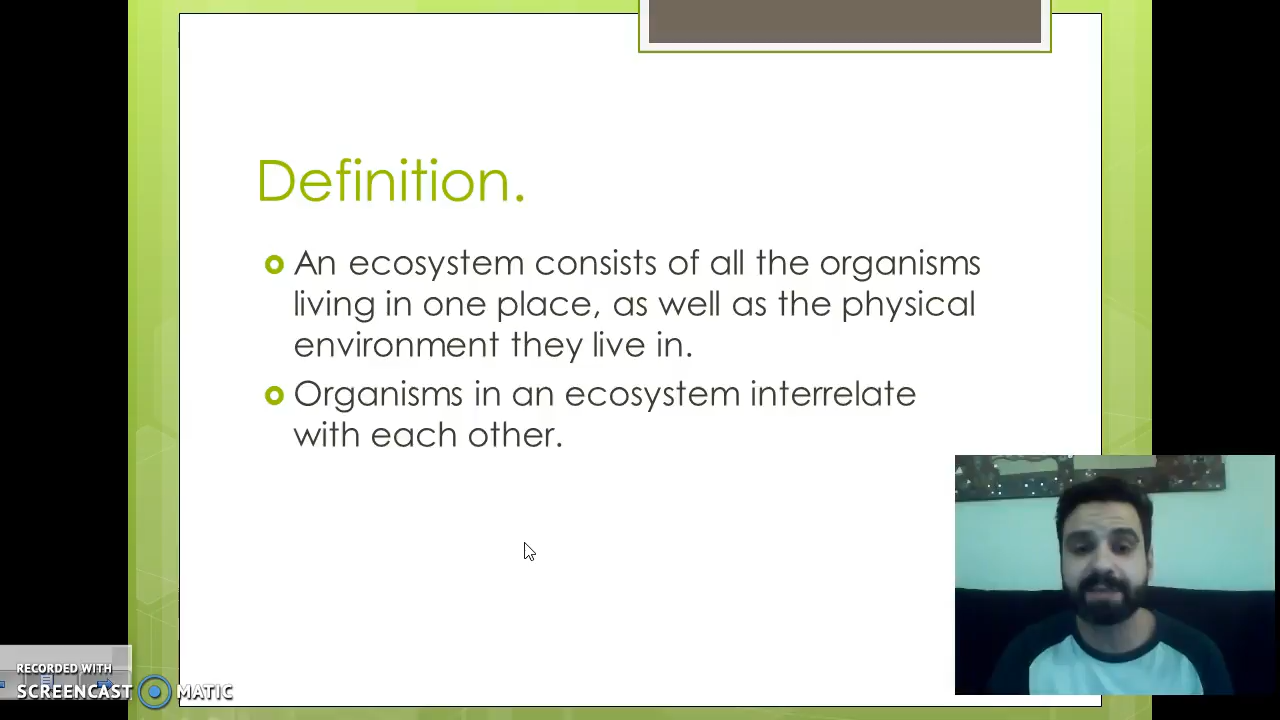 Definition.
An ecosystem consists of all the organisms
living in one place, as well as the physical
environment they live in.
Organisms in an ecosystem interrelate
with each other.
RECORDED WITH
SCREENCAST MATIC